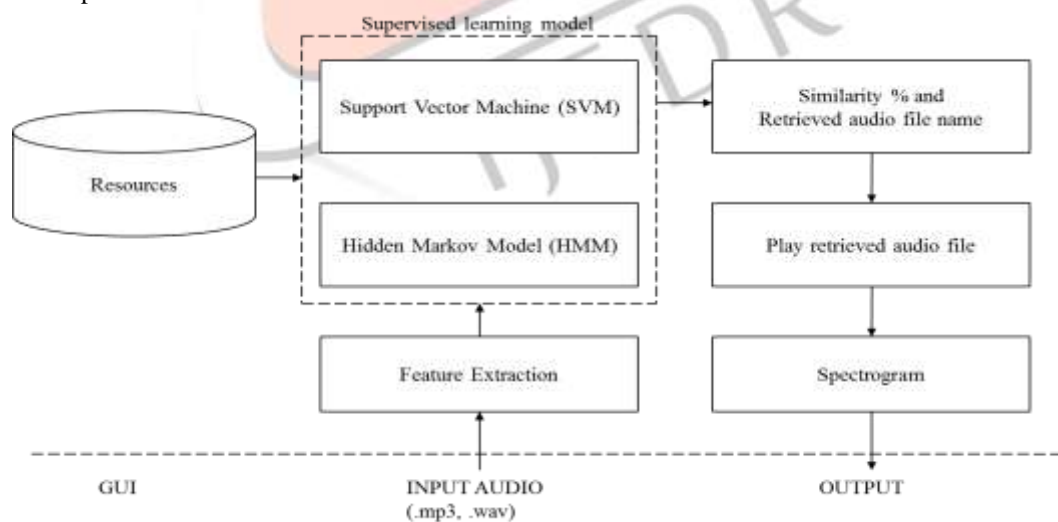 Supervised learning model
Support Vector Machine (SVM)
Resources
Hidden Markov Model (HMM)
Feature Extraction
Similarity % and
Retrieved audio file name
Play retrieved audio file
Spectrogram
GUI
INPUT AUDIO
(.mp3, .wav)
OUTPUT
IJEDR